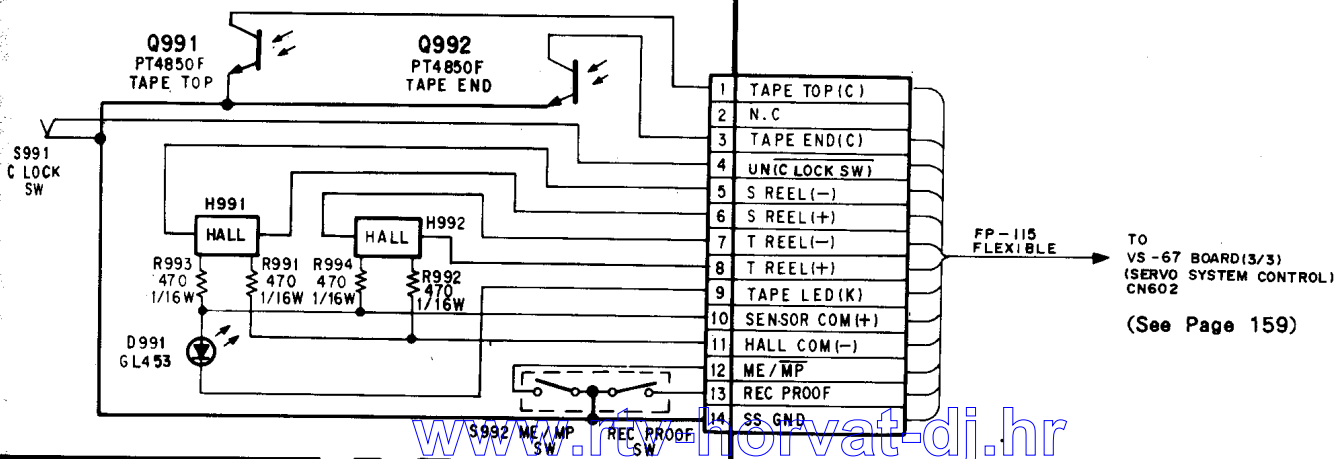 Q991
PT4850F
TAPE TOP
Q992
PT4850F
TAPE END
S991
C LOCK
SW
H991
HALL
H992
HALL
R993
470
1/16W
R991
470
1/16W
R994
470
1/16W
R992
470
1/16W
D991
GL453
1 TAPE TOP(C)
2 N.C
3 TAPE END(C)
4 UN(C LOCK SW)
5 S REEL(−)
6 S REEL(+)
7 T REEL(−)
8 T REEL(+)
9 TAPE LED(K)
10 SENSOR COM(+)
11 HALL COM(−)
12 ME/MP
13 REC PROOF
14 SS GND
S992 ME/MP
SW
REC PROOF
SW
FP-115
FLEXIBLE
TO
VS-67 BOARD(3/3)
(SERVO SYSTEM CONTROL)
CN602
(See Page 159)
www.rtv-horvat-dj.hr